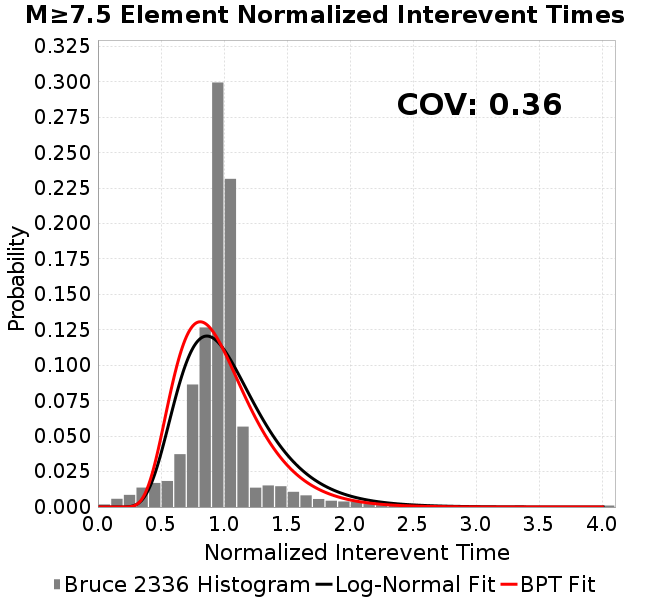 M≥7.5 Element Normalized Interevent Times
COV: 0.36
Probability
0.325
0.300
0.275
0.250
0.225
0.200
0.175
0.150
0.125
0.100
0.075
0.050
0.025
0.000
0.0 0.5 1.0 1.5 2.0 2.5 3.0 3.5 4.0
Normalized Interevent Time
Bruce 2336 Histogram Log-Normal Fit BPT Fit